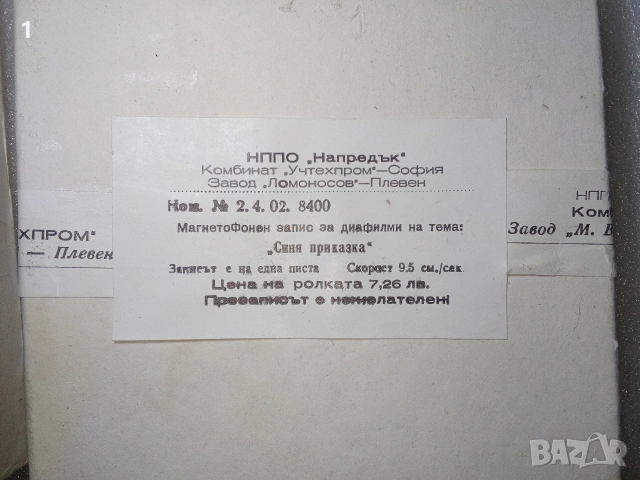 1
НППО „Напредък"
Комбинат „Учтехпром"—София
Завод „Ломоносов"—Плевен
Ном. № 2.4.02. 8400
Магнетофонен запис за диафилми на тема:
„Синя приказка"
Записът е на една писта Скорост 9.5 см./сек.
Цена на ролката 7,26 лв.
Презаписът е нежелателен!
ХПРОМ"
— Плевен
НПП
Ком
Завод „М. В
BAZAR